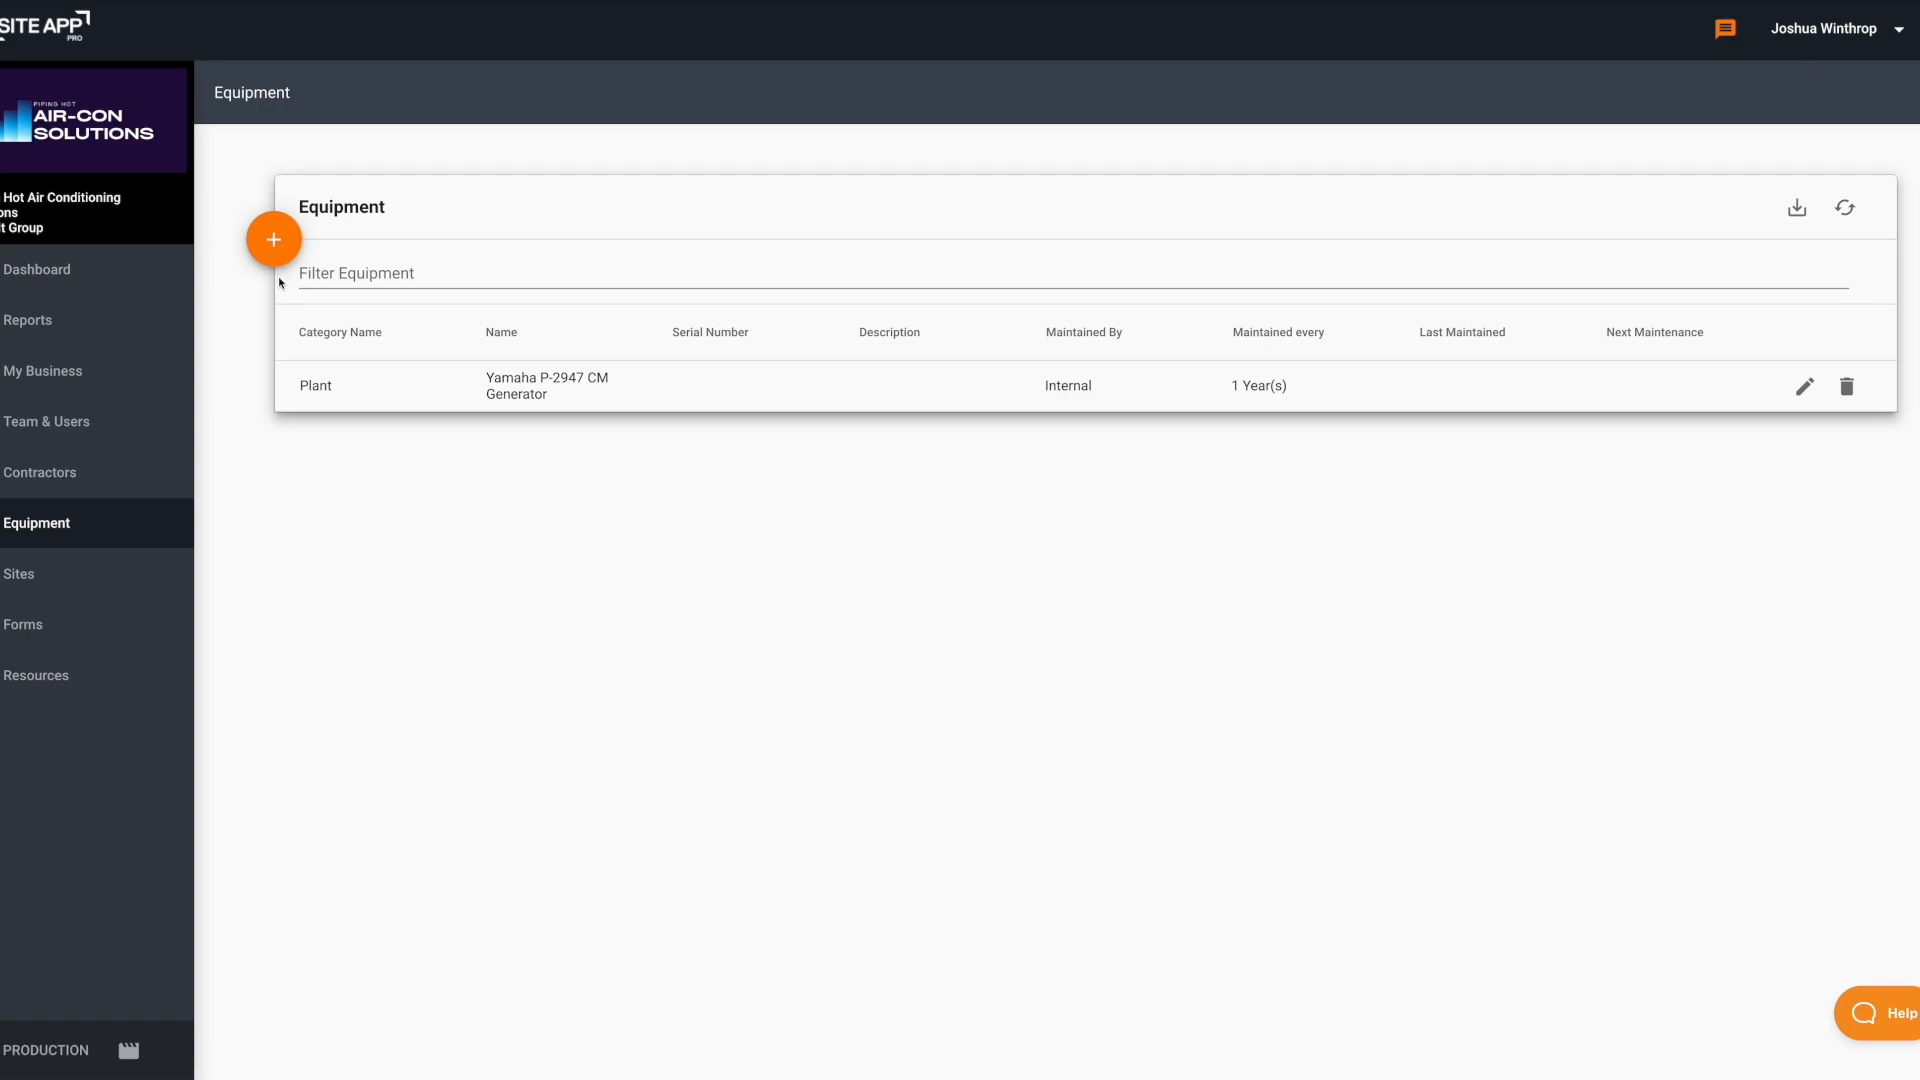 SITE APP
PRO
Joshua Winthrop
PIPING HOT
AIR-CON
SOLUTIONS
Hot Air Conditioning
ons
t Group
Dashboard
Reports
My Business
Team & Users
Contractors
Equipment
Sites
Forms
Resources
PRODUCTION
Equipment
Equipment
Filter Equipment
Category Name Name Serial Number Description Maintained By Maintained every Last Maintained Next Maintenance
Plant Yamaha P-2947 CM Generator Internal 1 Year(s)
Help